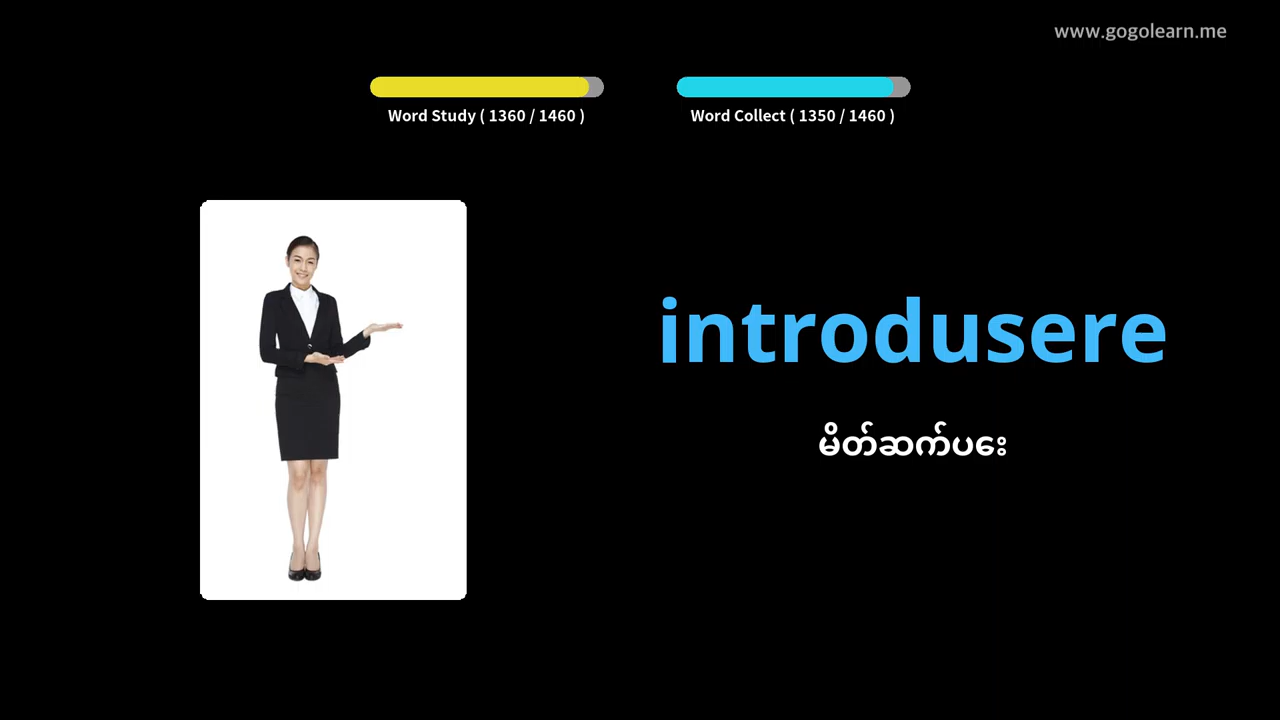 www.gogolearn.me
Word Study ( 1360 / 1460 )
Word Collect ( 1350 / 1460 )
introdusere
မိတ်ဆက်ပေး